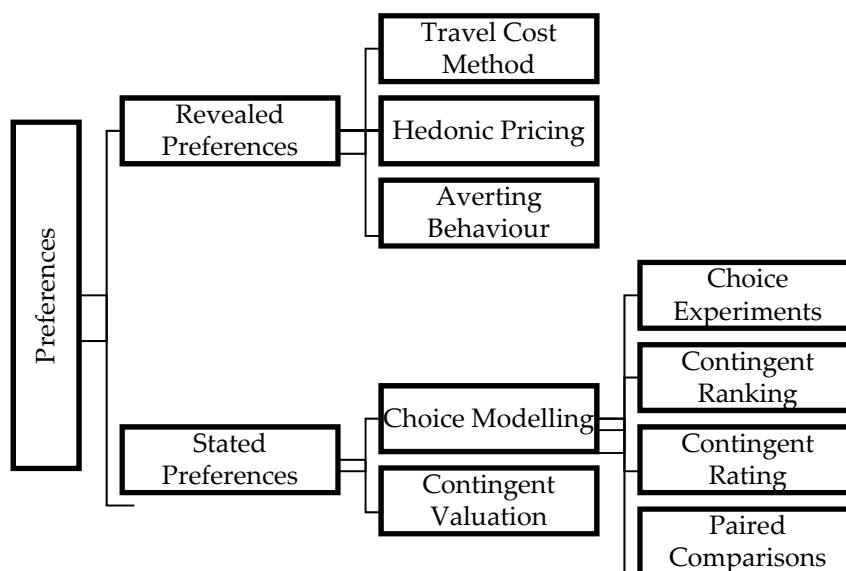 Preferences
Revealed
Preferences
Travel Cost
Method
Hedonic Pricing
Averting
Behaviour
Stated
Preferences
Choice Modelling
Contingent
Valuation
Choice
Experiments
Contingent
Ranking
Contingent
Rating
Paired
Comparisons